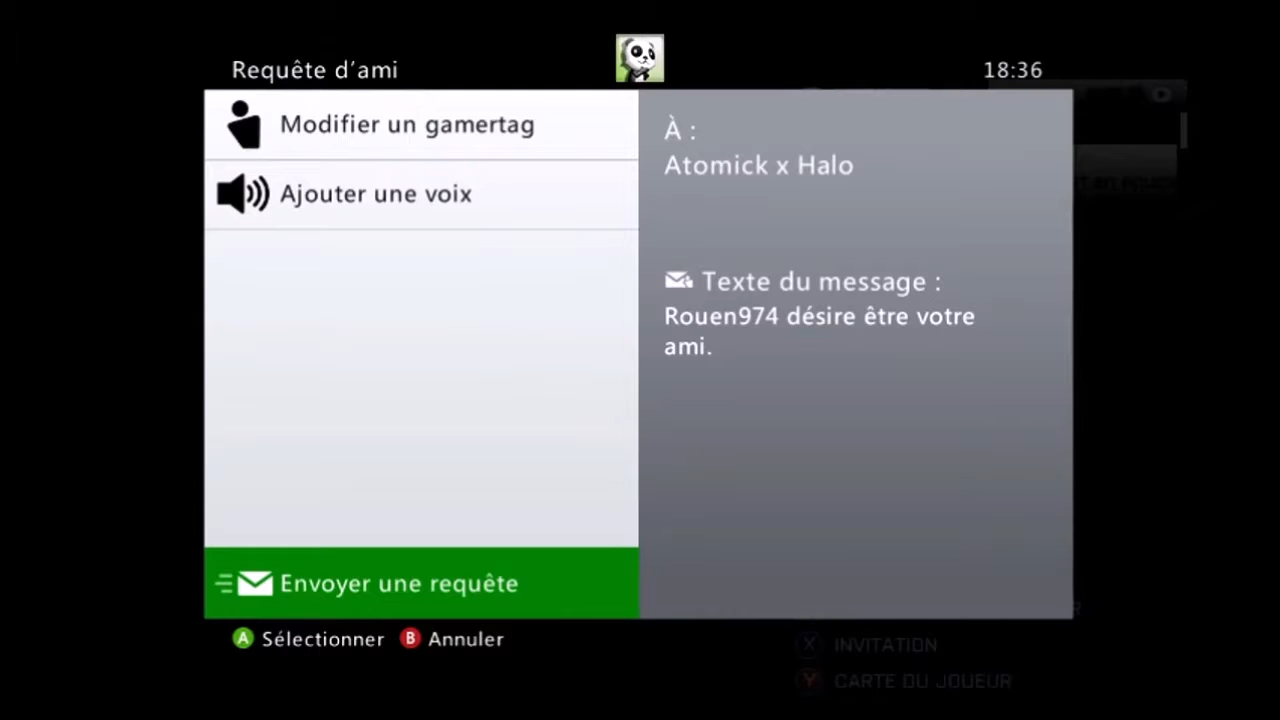 Requête d'ami
18:36
Modifier un gamertag
Ajouter une voix
À :
Atomick x Halo
Texte du message :
Rouen974 désire être votre
ami.
Envoyer une requête
A Sélectionner B Annuler
X INVITATION
Y CARTE DU JOUEUR